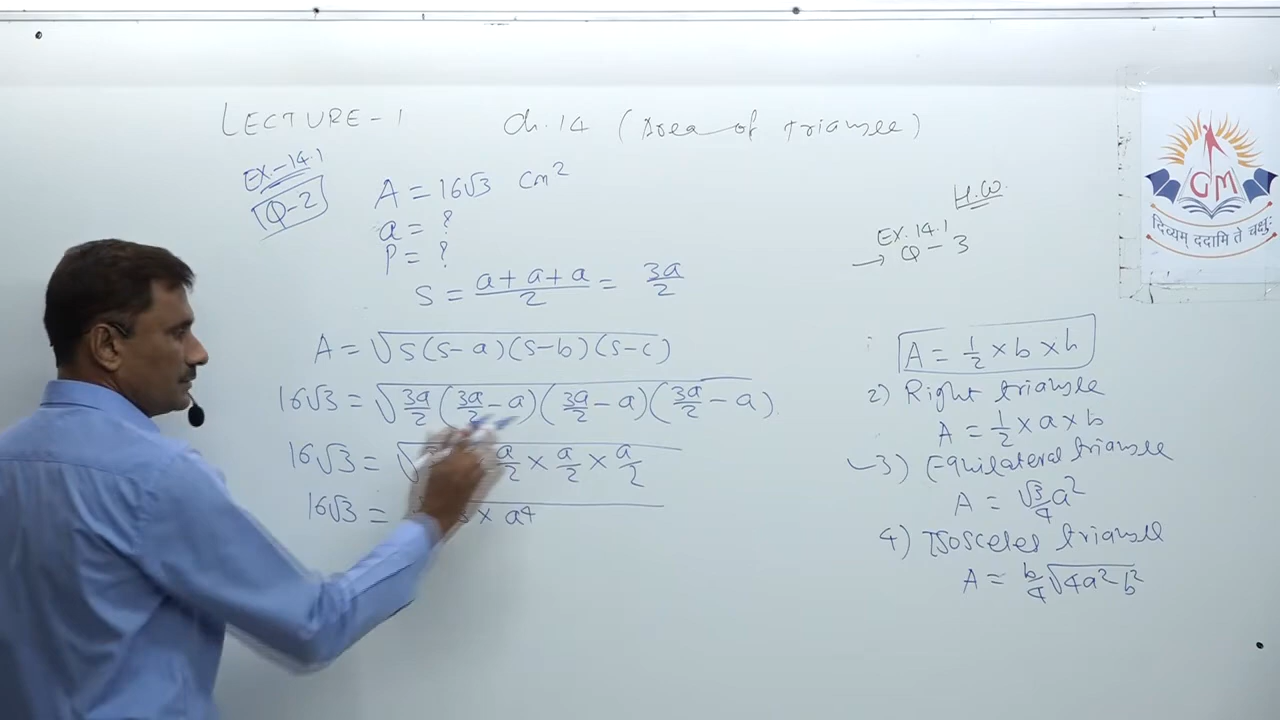 LECTURE-1 Ch.14 (Area of triangle)
EX-14.1
Q-2
A = 16√3 cm²
a = ?
P = ?
S = (a + a + a)/2 = 3a/2
A = √s(s-a)(s-b)(s-c)
16√3 = √3a/2 (3a/2 - a)(3a/2 - a)(3a/2 - a)
16√3 = √ a/2 × a/2 × a/2
16√3 = × a4
H.W.
EX.14.1
→ Q-3
A = 1/2 × b × h
2) Right triangle
A = 1/2 × a × b
3) Equilateral triangle
A = √3/4 a²
4) Isosceles triangle
A = b/4 √4a² b²
GM
दिव्यम् ददामि ते चक्षुः